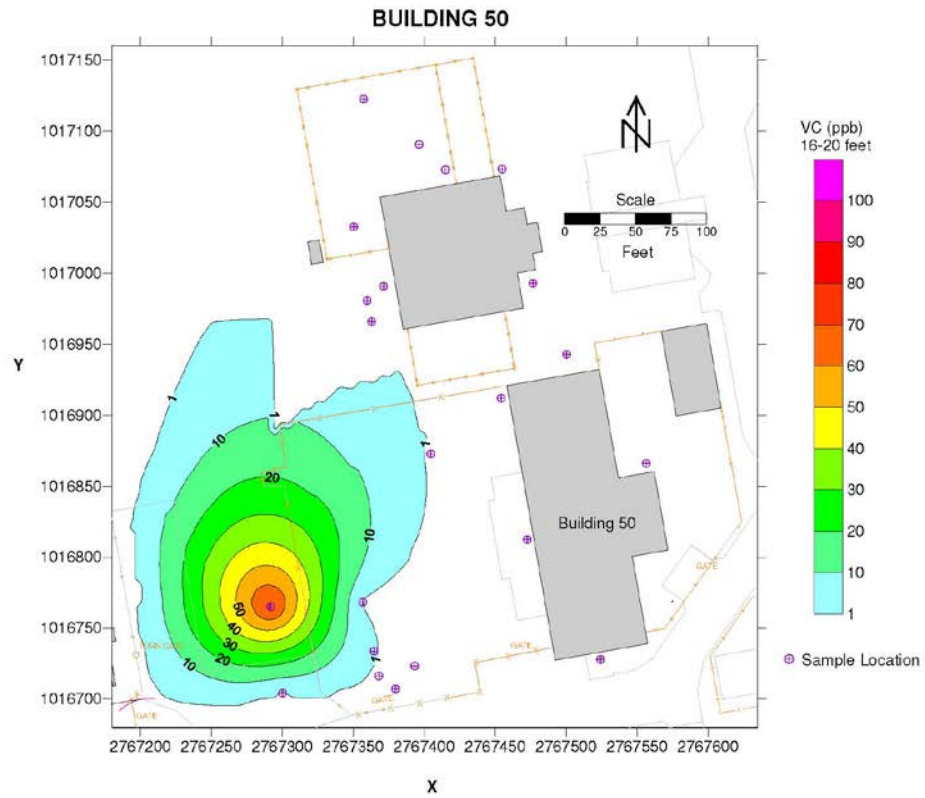 BUILDING 50
1017150
1017100
1017050
1017000
1016950
1016900
1016850
1016800
1016750
1016700
Y
N
Scale
0 25 50 75 100
Feet
VC (ppb)
16-20 feet
100
90
80
70
60
50
40
30
20
10
1
1
1
10
20
1
10
50
40
30
20
10
1
Building 50
GATE
TURN GATE
GATE
GATE
GATE
Sample Location
2767200 2767250 2767300 2767350 2767400 2767450 2767500 2767550 2767600
X